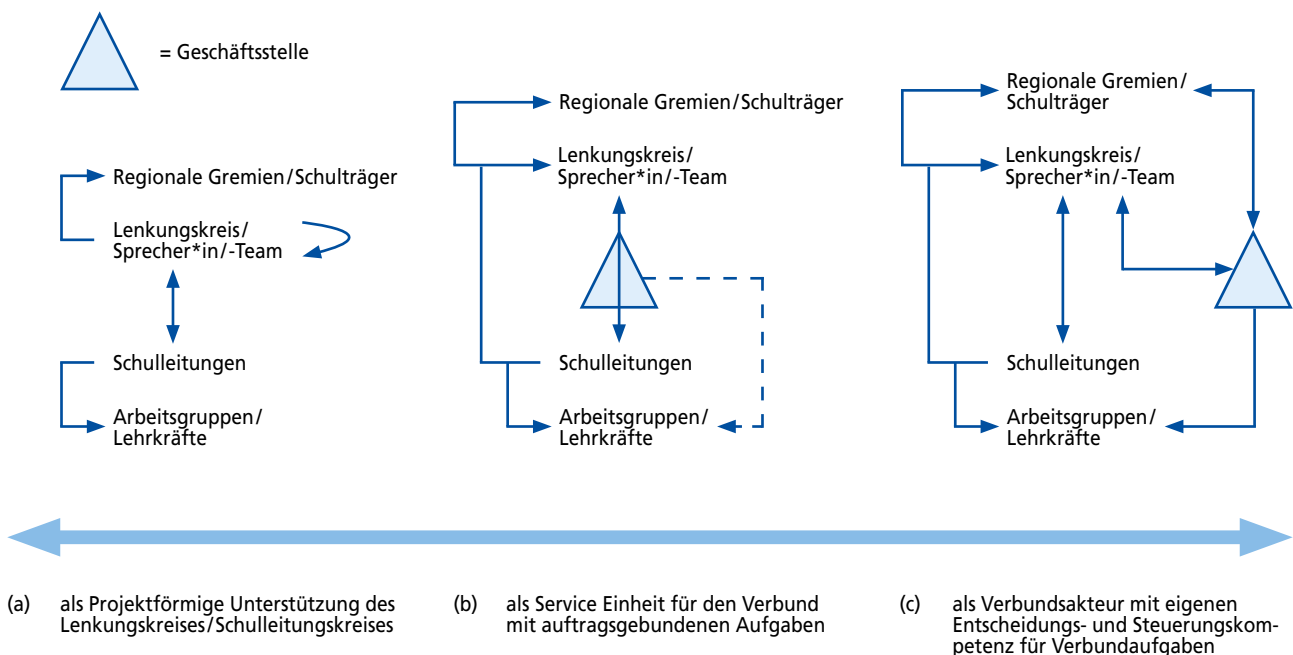 = Geschäftsstelle
Regionale Gremien/Schulträger
Lenkungskreis/
Sprecher*in/-Team
Schulleitungen
Arbeitsgruppen/
Lehrkräfte
Regionale Gremien/Schulträger
Lenkungskreis/
Sprecher*in/-Team
Schulleitungen
Arbeitsgruppen/
Lehrkräfte
Regionale Gremien/
Schulträger
Lenkungskreis/
Sprecher*in/-Team
Schulleitungen
Arbeitsgruppen/
Lehrkräfte
(a) als Projektförmige Unterstützung des
Lenkungskreises/Schulleitungskreises
(b) als Service Einheit für den Verbund
mit auftragsgebundenen Aufgaben
(c) als Verbundsakteur mit eigenen
Entscheidungs- und Steuerungskom-
petenz für Verbundaufgaben